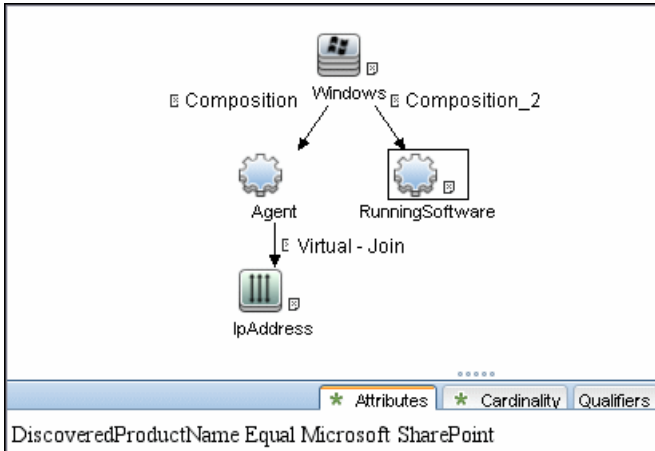 Windows
Composition
Composition_2
Agent
RunningSoftware
Virtual - Join
IpAddress
Attributes
Cardinality
Qualifiers
DiscoveredProductName Equal Microsoft SharePoint